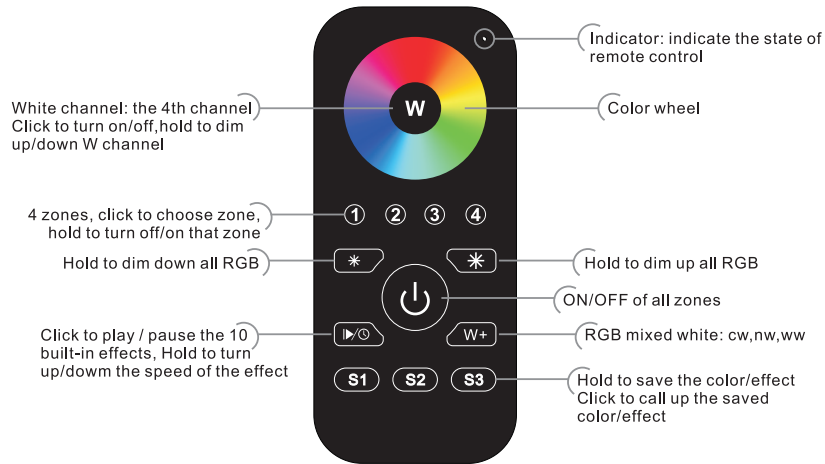 Indicator: indicate the state of
remote control
White channel: the 4th channel
Click to turn on/off,hold to dim
up/down W channel
W
Color wheel
4 zones, click to choose zone,
hold to turn off/on that zone
1 2 3 4
Hold to dim down all RGB
Hold to dim up all RGB
ON/OFF of all zones
Click to play / pause the 10
built-in effects, Hold to turn
up/dowm the speed of the effect
W+
RGB mixed white: cw,nw,ww
S1 S2 S3
Hold to save the color/effect
Click to call up the saved
color/effect